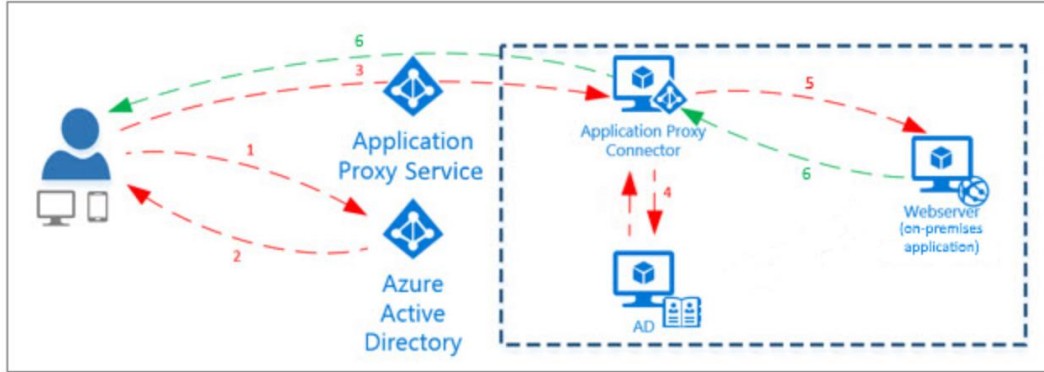 6
3
5
Application
Proxy Service
Application Proxy
Connector
1
6
4
Webserver
(on-premises
application)
2
Azure
Active
Directory
AD